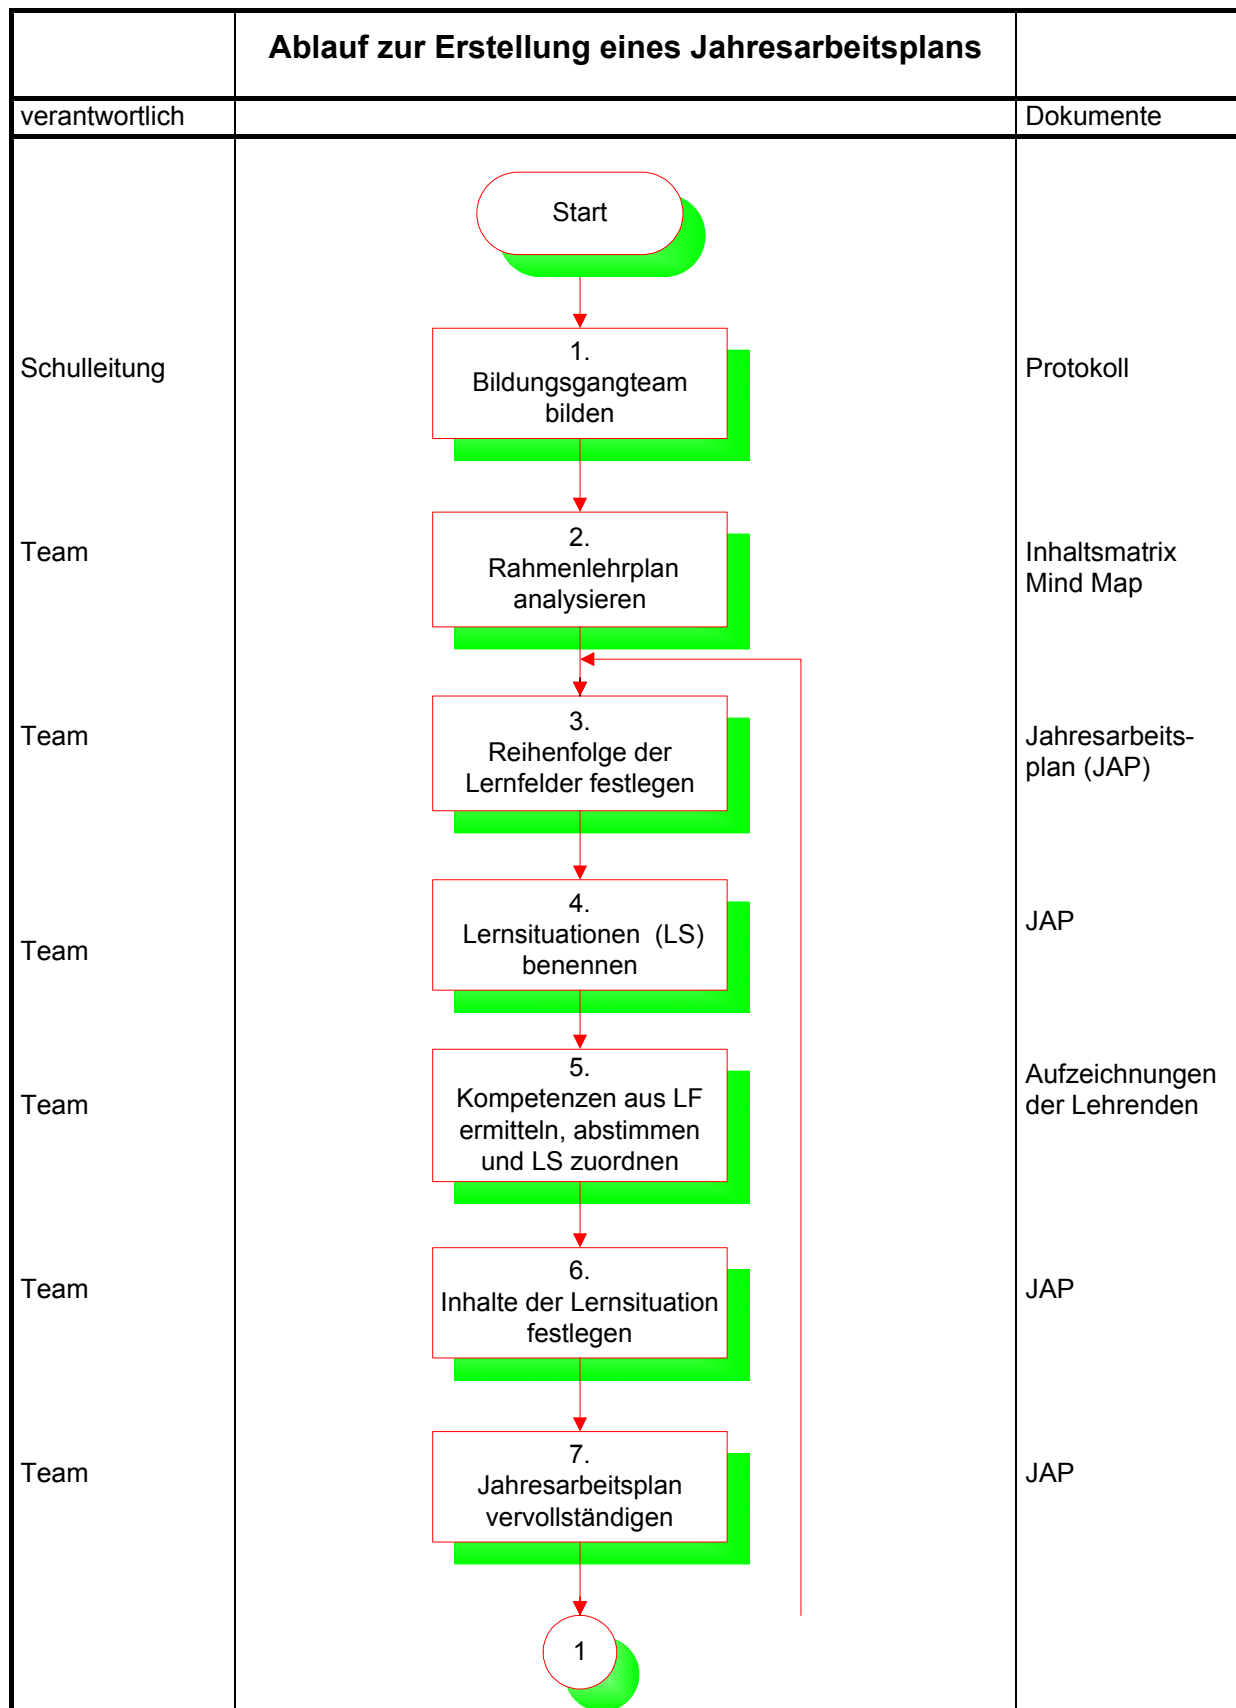 Ablauf zur Erstellung eines Jahresarbeitsplans
verantwortlich
Dokumente
Start
Schulleitung
1.
Bildungsgangteam
bilden
Protokoll
Team
2.
Rahmenlehrplan
analysieren
Inhaltsmatrix
Mind Map
Team
3.
Reihenfolge der
Lernfelder festlegen
Jahresarbeits-
plan (JAP)
Team
4.
Lernsituationen (LS)
benennen
JAP
Team
5.
Kompetenzen aus LF
ermitteln, abstimmen
und LS zuordnen
Aufzeichnungen
der Lehrenden
Team
6.
Inhalte der Lernsituation
festlegen
JAP
Team
7.
Jahresarbeitsplan
vervollständigen
JAP
1